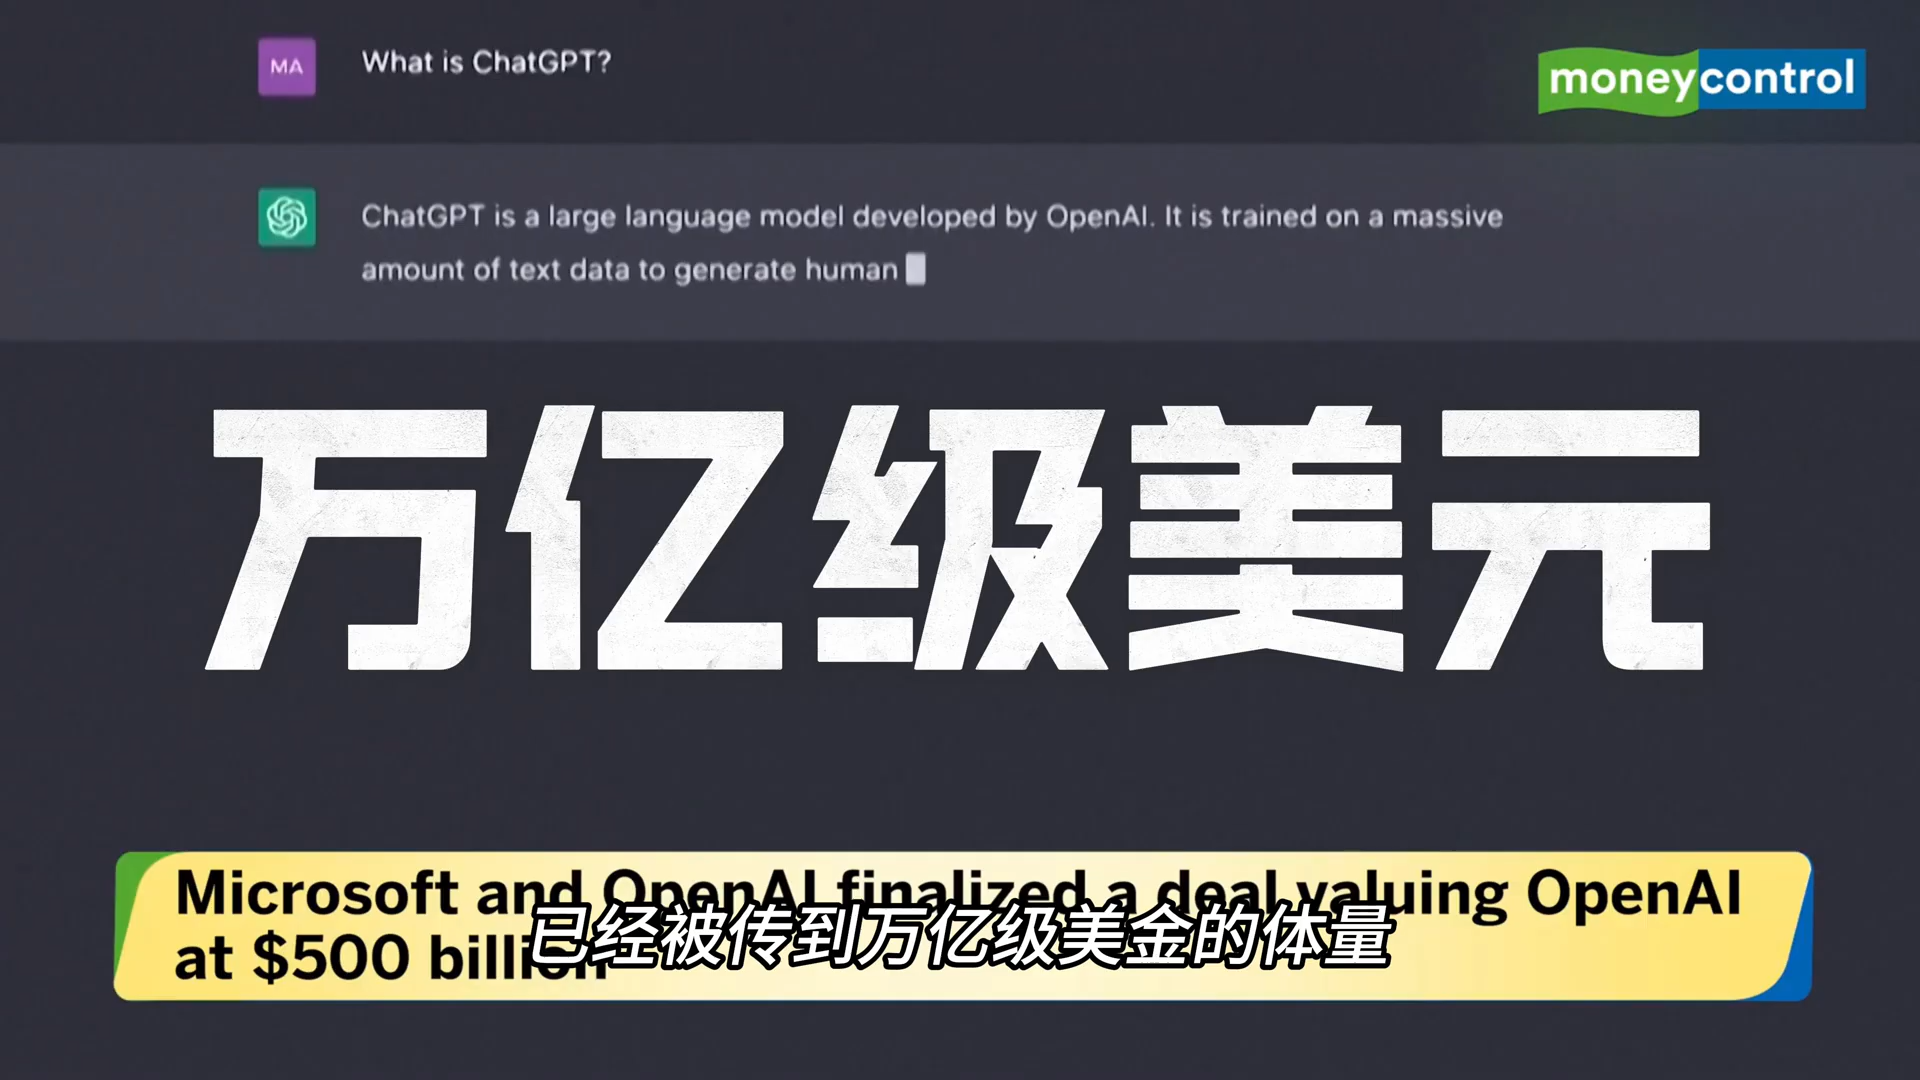 MA
What is ChatGPT?
moneycontrol
ChatGPT is a large language model developed by OpenAI. It is trained on a massive
amount of text data to generate human
万亿级美元
Microsoft and OpenAI finalized a deal valuing OpenAI
at $500 billion
已经被传到万亿级美金的体量